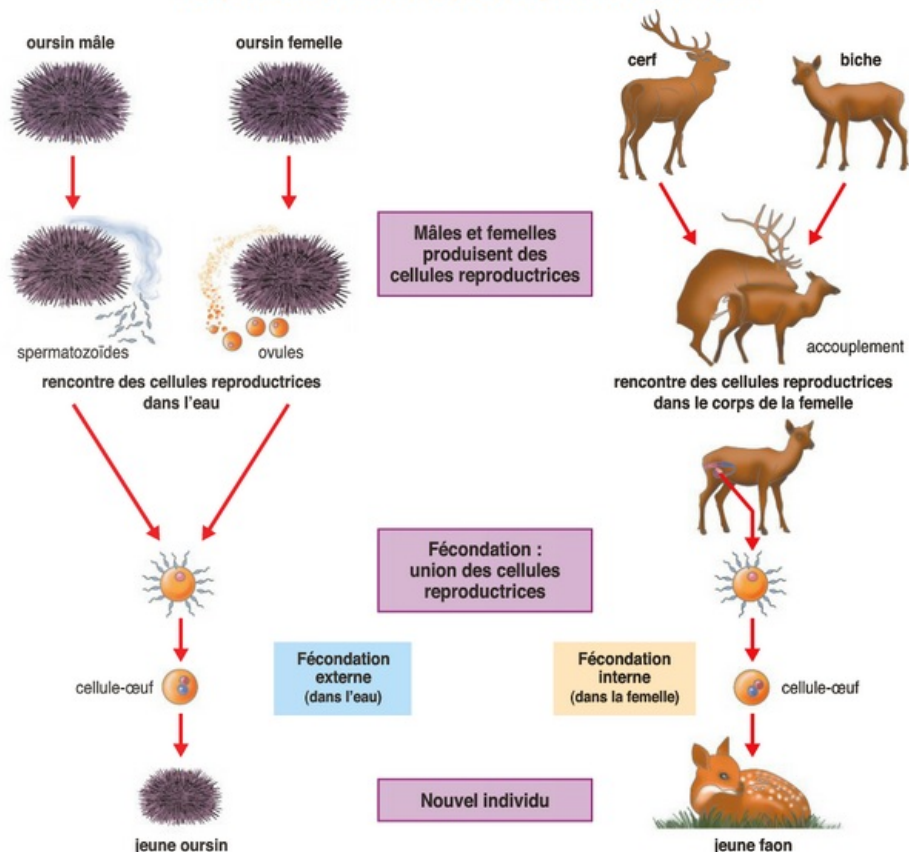 oursin mâle
oursin femelle
cerf
biche
Mâles et femelles
produisent des
cellules reproductrices
spermatozoïdes
ovules
accouplement
rencontre des cellules reproductrices
dans l'eau
rencontre des cellules reproductrices
dans le corps de la femelle
Fécondation :
union des cellules
reproductrices
Fécondation
externe
(dans l'eau)
Fécondation
interne
(dans la femelle)
cellule-œuf
cellule-œuf
Nouvel individu
jeune oursin
jeune faon